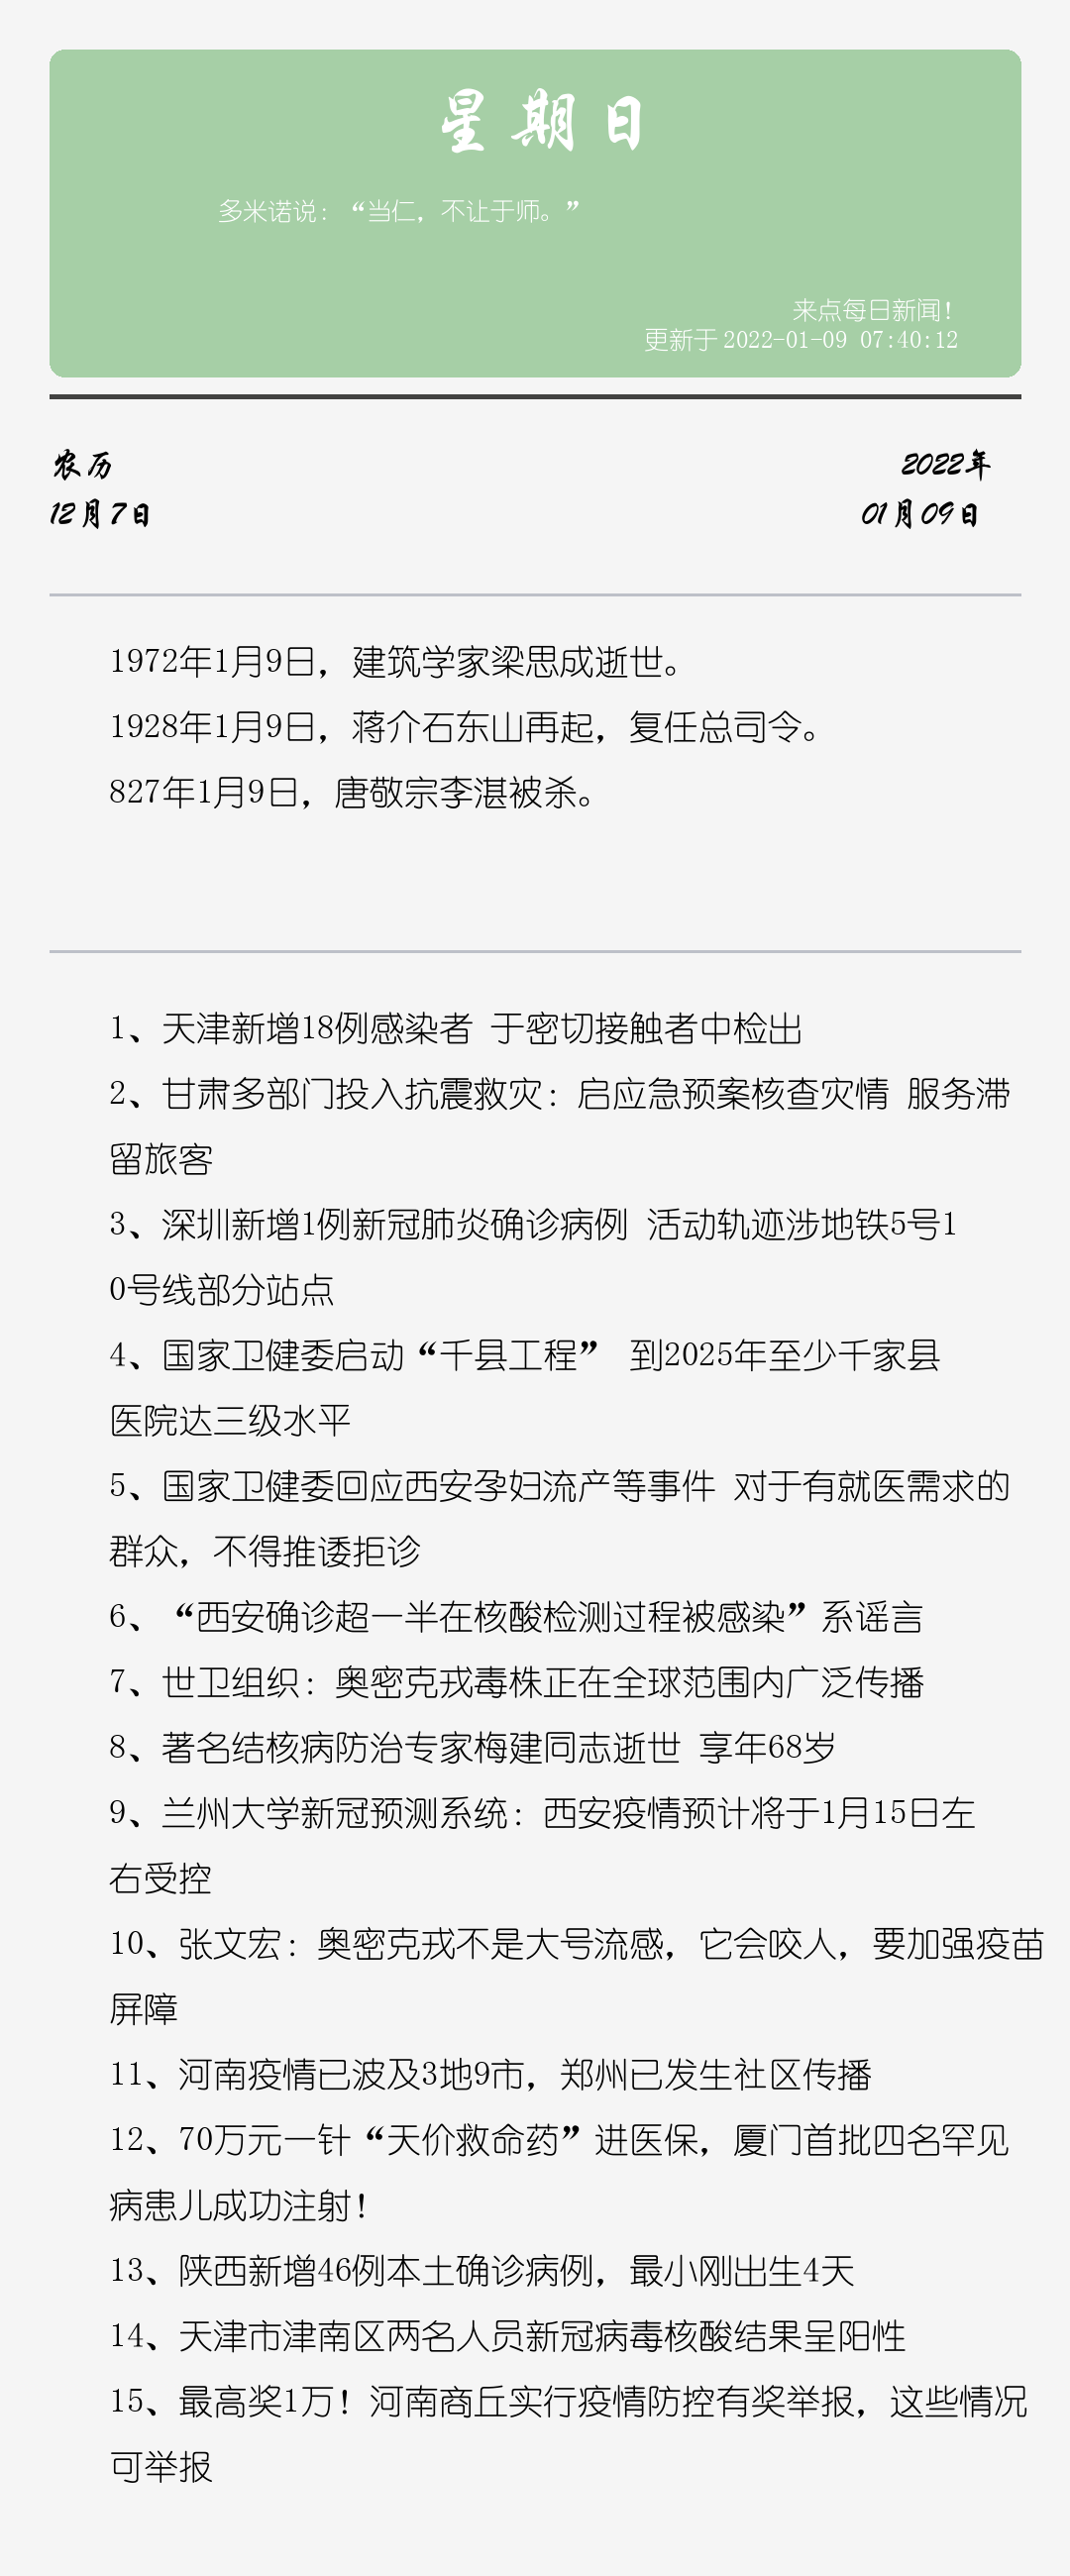 星期日
多米诺说：“当仁，不让于师。”
来点每日新闻！
更新于 2022-01-09 07:40:12
农历
2022年
12月7日
01月09日
1972年1月9日，建筑学家梁思成逝世。
1928年1月9日，蒋介石东山再起，复任总司令。
827年1月9日，唐敬宗李湛被杀。
1、天津新增18例感染者 于密切接触者中检出
2、甘肃多部门投入抗震救灾：启应急预案核查灾情 服务滞
留旅客
3、深圳新增1例新冠肺炎确诊病例 活动轨迹涉地铁5号1
0号线部分站点
4、国家卫健委启动“千县工程” 到2025年至少千家县
医院达三级水平
5、国家卫健委回应西安孕妇流产等事件 对于有就医需求的
群众，不得推诿拒诊
6、“西安确诊超一半在核酸检测过程被感染”系谣言
7、世卫组织：奥密克戎毒株正在全球范围内广泛传播
8、著名结核病防治专家梅建同志逝世 享年68岁
9、兰州大学新冠预测系统：西安疫情预计将于1月15日左
右受控
10、张文宏：奥密克戎不是大号流感，它会咬人，要加强疫苗
屏障
11、河南疫情已波及3地9市，郑州已发生社区传播
12、70万元一针“天价救命药”进医保，厦门首批四名罕见
病患儿成功注射！
13、陕西新增46例本土确诊病例，最小刚出生4天
14、天津市津南区两名人员新冠病毒核酸结果呈阳性
15、最高奖1万！河南商丘实行疫情防控有奖举报，这些情况
可举报